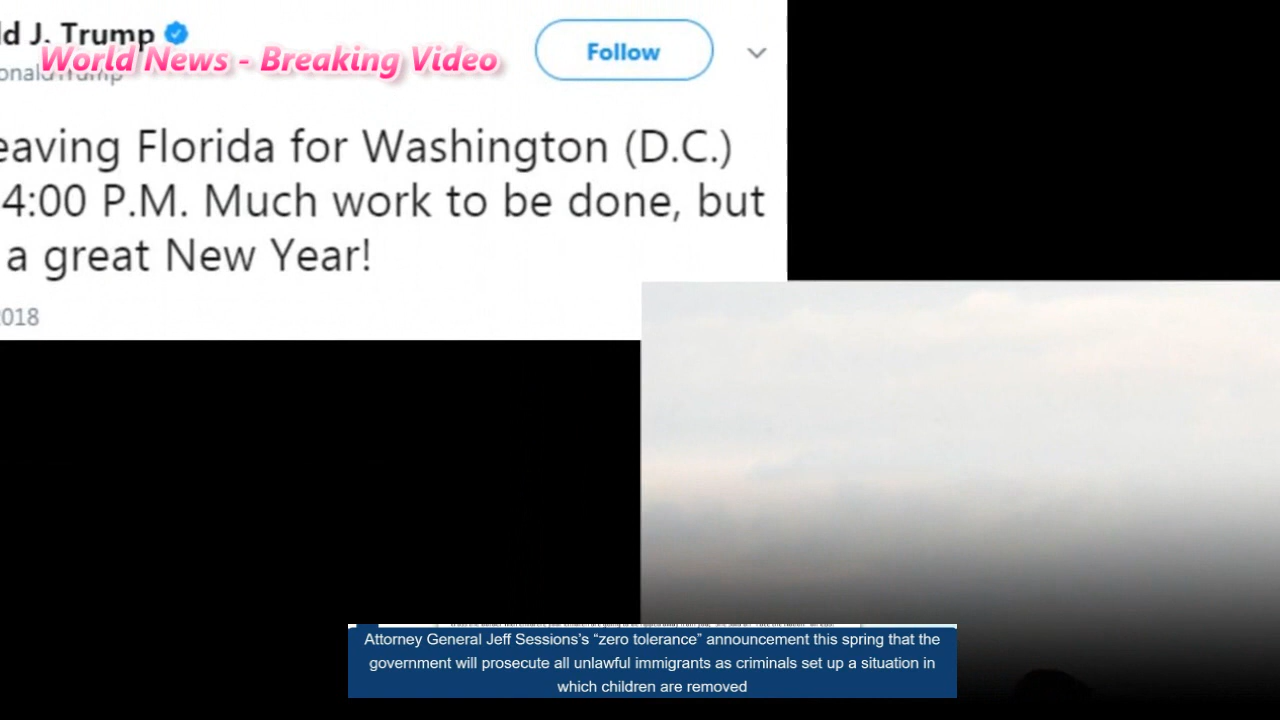 ld J. Trump
World News - Breaking Video
Follow
eaving Florida for Washington (D.C.)
4:00 P.M. Much work to be done, but
a great New Year!
2018
Attorney General Jeff Sessions's “zero tolerance” announcement this spring that the
government will prosecute all unlawful immigrants as criminals set up a situation in
which children are removed